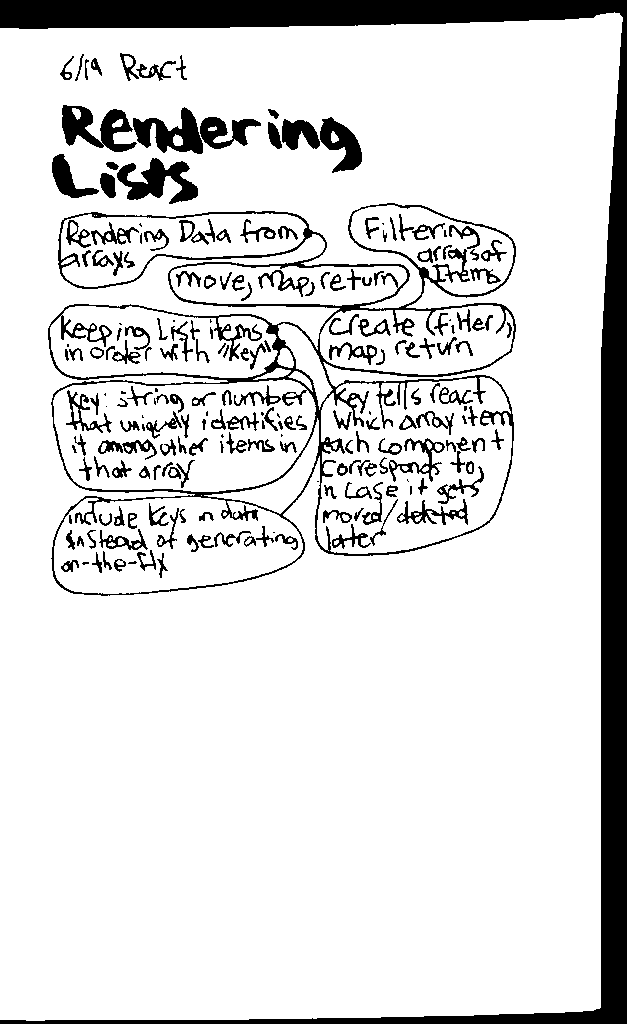 6/19 React
Rendering
Lists
Rendering Data from
arrays
Filtering
arrays of
Items
move, map, return
Keeping List items
in order with "Key"
Create (filter),
map, return
Key: string or number
that uniquely identifies
it among other items in
that array
Key tells react
which array item
each component
corresponds to,
in case it gets
moved/deleted
later
include Keys in data
instead of generating
on-the-fly